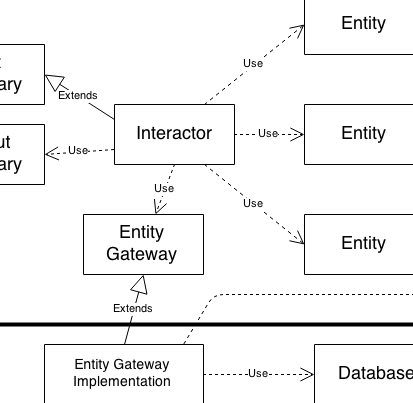 Entity
Use
ary
Extends
Interactor
Use
Entity
ut
ary
Use
Use
Use
Entity
Gateway
Entity
Extends
Entity Gateway
Implementation
Use
Database